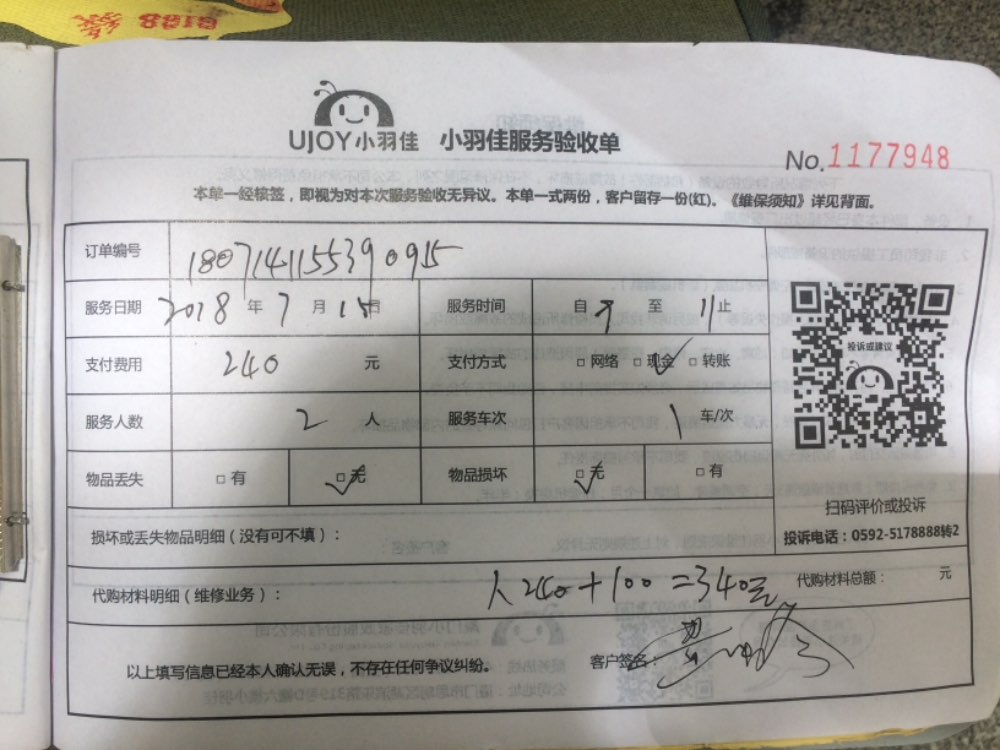 6188
UJOY小羽佳 小羽佳服务验收单
No.1177948
本单一经核签，即视为对本次服务验收无异议。本单一式两份，客户留存一份(红)。《维保须知》详见背面。
订单编号 1807141155390915
服务日期 2018 年 7 月 15 日 服务时间 自 9 至 11 止
支付费用 240 元 支付方式 □ 网络 □ 现金 □ 转账
投诉或建议
服务人数 2 人 服务车次 1 车/次
物品丢失 □ 有 □ 无 物品损坏 □ 无 □ 有
扫码评价或投诉
损坏或丢失物品明细（没有可不填）：
投诉电话：0592-5178888转2
代购材料明细（维修业务）： 人240+100=340元 代购材料总额： 元
以上填写信息已经本人确认无误，不存在任何争议纠纷。 客户签名：